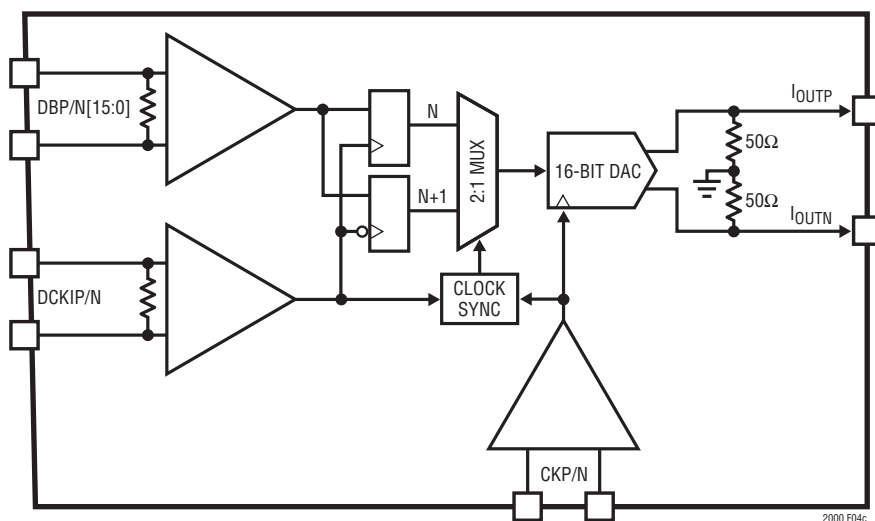 DBP/N[15:0]
N
N+1
2:1 MUX
16-BIT DAC
I_OUTP
50Ω
50Ω
I_OUTN
DCKIP/N
CLOCK
SYNC
CKP/N
2000 F04c